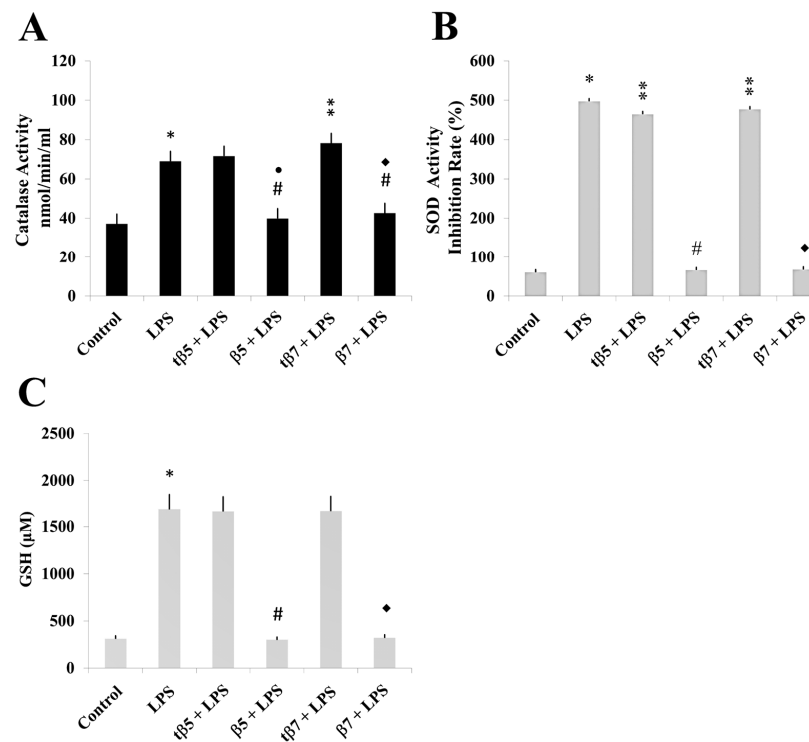 A
Catalase Activity
nmol/min/ml
120
100
80
60
40
20
0
*
**
●
#
◆
#
Control
LPS
tβ5 + LPS
β5 + LPS
tβ7 + LPS
β7 + LPS
B
SOD Activity
Inhibition Rate (%)
600
500
400
300
200
100
0
*
**
**
#
◆
Control
LPS
tβ5 + LPS
β5 + LPS
tβ7 + LPS
β7 + LPS
C
GSH (µM)
2500
2000
1500
1000
500
0
*
#
◆
Control
LPS
tβ5 + LPS
β5 + LPS
tβ7 + LPS
β7 + LPS